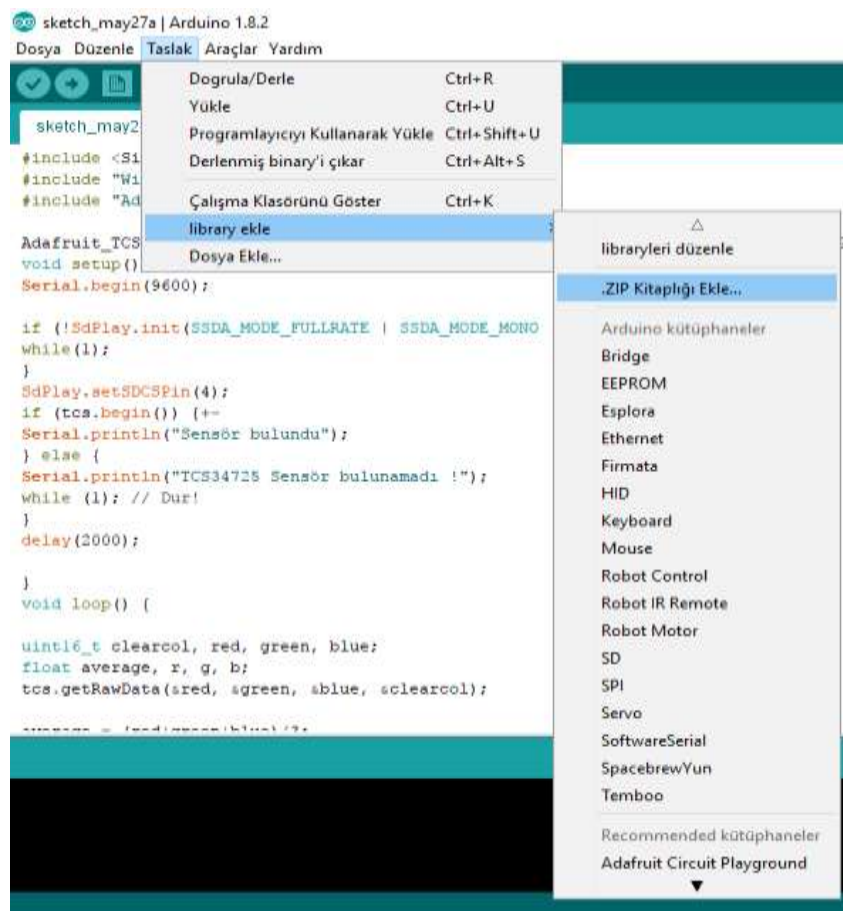 sketch_may27a | Arduino 1.8.2
Dosya Düzenle Taslak Araçlar Yardım
Dogrula/Derle Ctrl+R
Yükle Ctrl+U
Programlayıcıyı Kullanarak Yükle Ctrl+Shift+U
Derlenmiş binary'i çıkar Ctrl+Alt+S
Çalışma Klasörünü Göster Ctrl+K
library ekle
Dosya Ekle...
sketch_may2
#include <Si
#include "Wi
#include "Ad
Adafruit_TCS
void setup()
Serial.begin(9600);
if (!SdPlay.init(SSDA_MODE_FULLRATE | SSDA_MODE_MONO
while(1);
}
SdPlay.setSDCSPin(4);
if (tcs.begin()) {+-
Serial.println("Sensör bulundu");
} else {
Serial.println("TCS34725 Sensör bulunamadı !");
while (1); // Dur!
}
delay(2000);
}
void loop() {
uint16_t clearcol, red, green, blue;
float average, r, g, b;
tcs.getRawData(&red, &green, &blue, &clearcol);
libraryleri düzenle
.ZIP Kitaplığı Ekle...
Arduino kütüphaneler
Bridge
EEPROM
Esplora
Ethernet
Firmata
HID
Keyboard
Mouse
Robot Control
Robot IR Remote
Robot Motor
SD
SPI
Servo
SoftwareSerial
SpacebrewYun
Temboo
Recommended kütüphaneler
Adafruit Circuit Playground